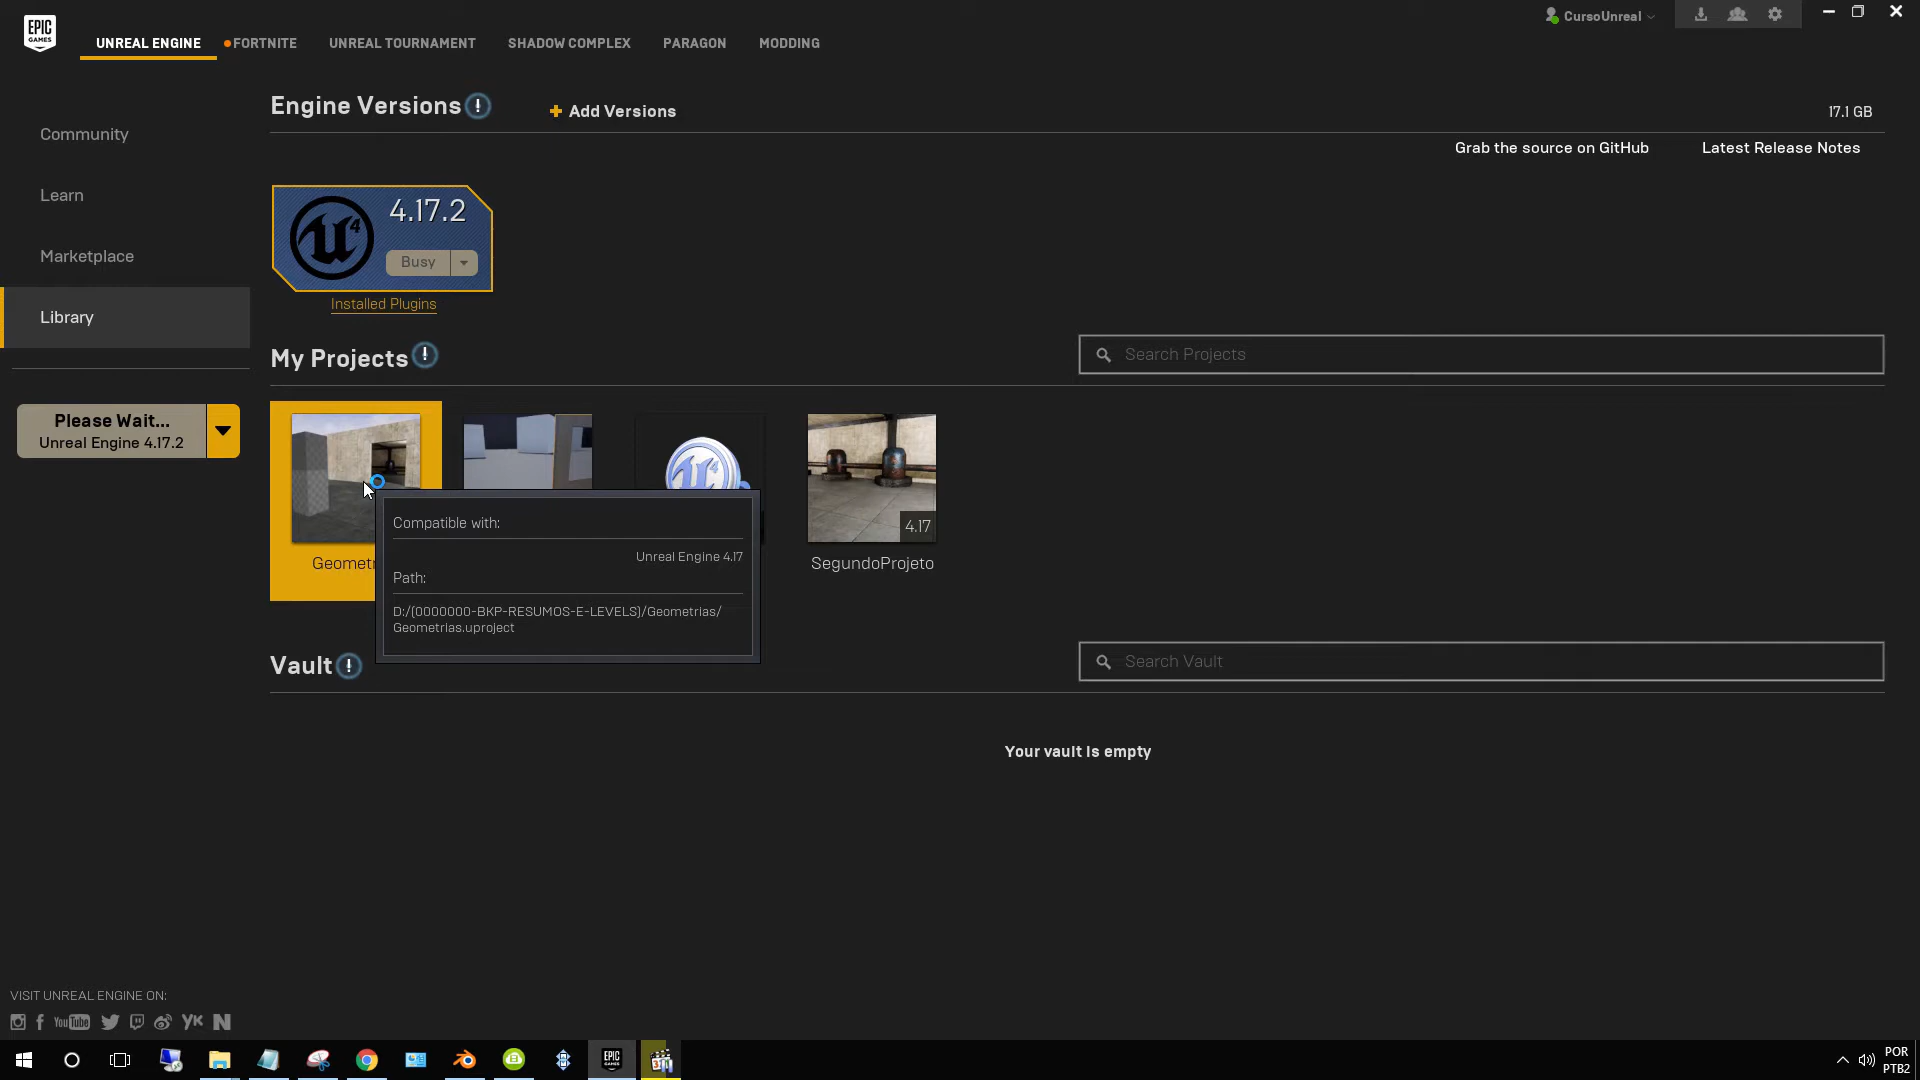 EPIC GAMES
CursoUnreal
UNREAL ENGINE
FORTNITE
UNREAL TOURNAMENT
SHADOW COMPLEX
PARAGON
MODDING
Engine Versions
+ Add Versions
17.1 GB
Grab the source on GitHub
Latest Release Notes
Community
Learn
Marketplace
Library
4.17.2
Busy
Installed Plugins
My Projects
Search Projects
Please Wait...
Unreal Engine 4.17.2
4.17
SegundoProjeto
Compatible with:
Unreal Engine 4.17
Path:
D:/(0000000-BKP-RESUMOS-E-LEVELS)/Geometrias/
Geometrias.uproject
Vault
Search Vault
Your vault is empty
VISIT UNREAL ENGINE ON:
YouTube
EPIC GAMES
POR
PTB2